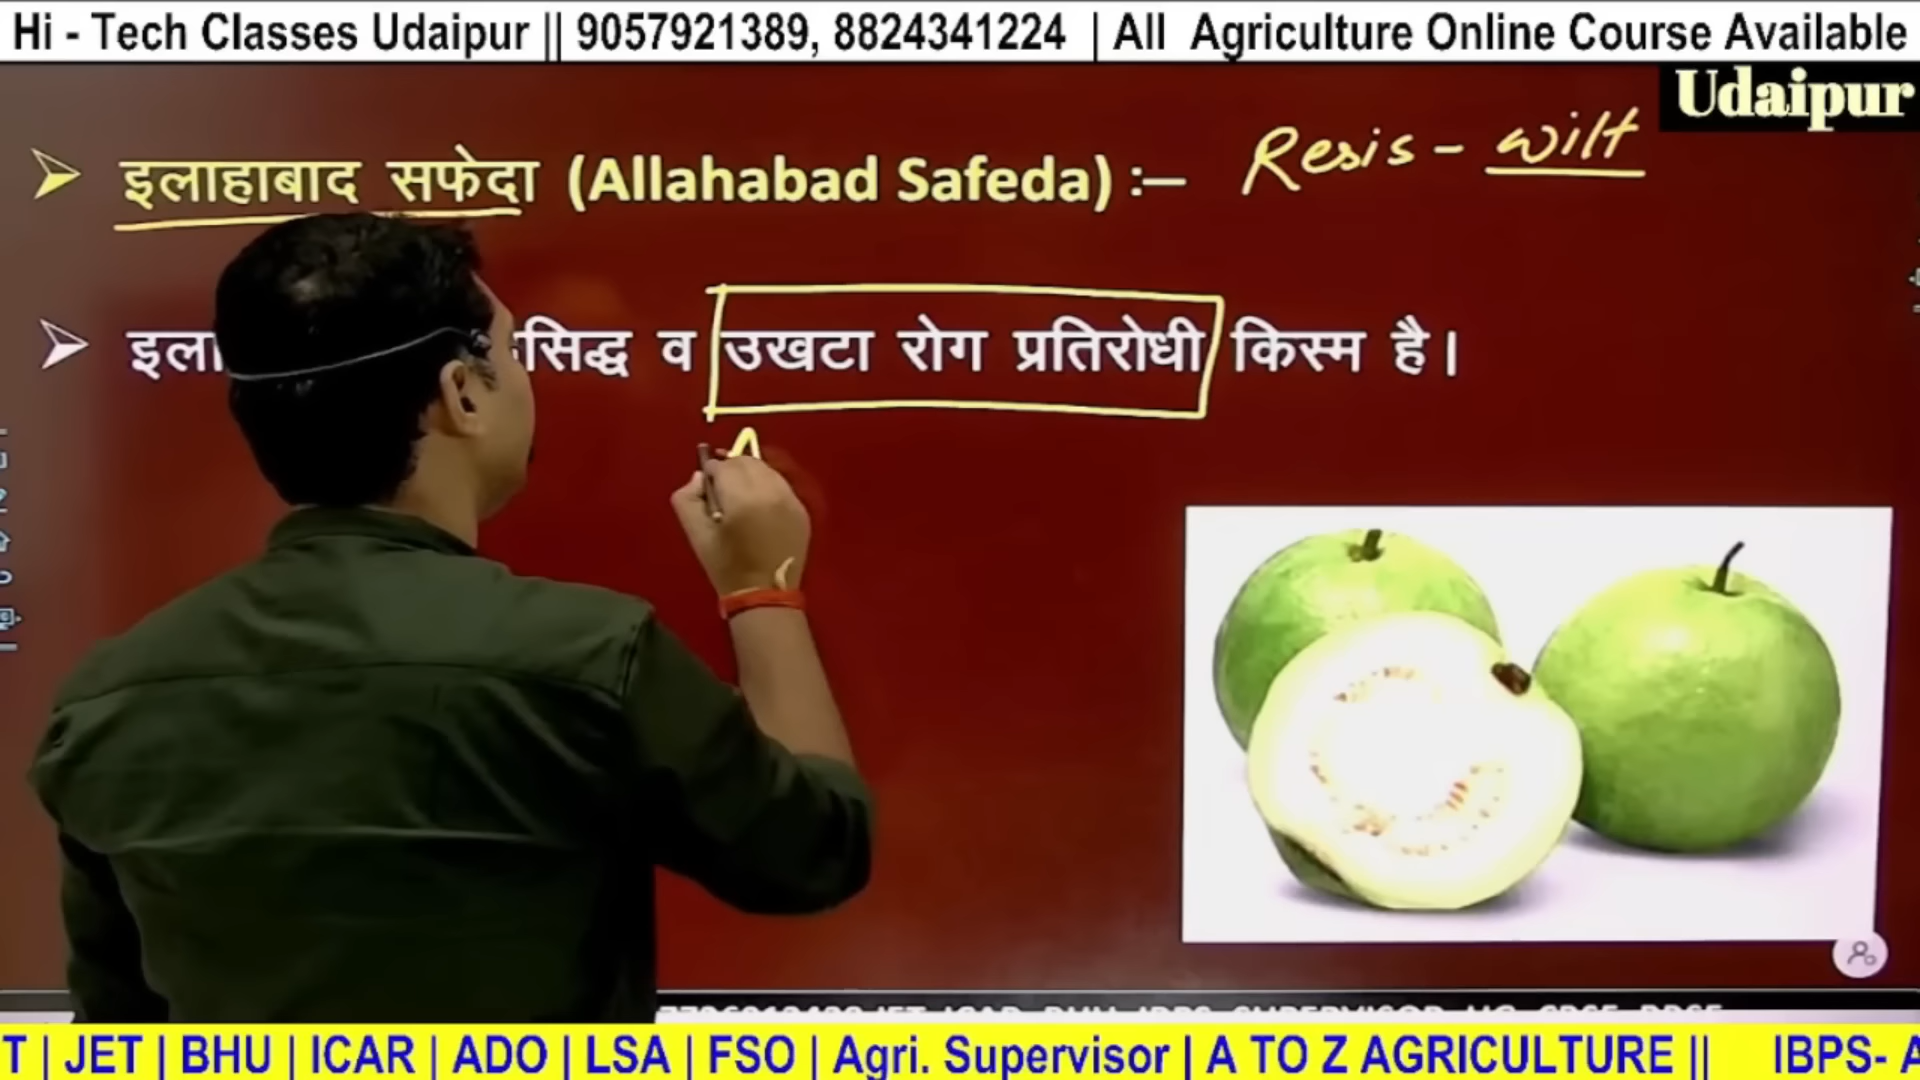 Hi - Tech Classes Udaipur || 9057921389, 8824341224 | All Agriculture Online Course Available
Udaipur
इलाहाबाद सफेदा (Allahabad Safeda) :–
Resis - wilt
व उखटा रोग प्रतिरोधी किस्म है।
T | JET | BHU | ICAR | ADO | LSA | FSO | Agri. Supervisor | A TO Z AGRICULTURE || IBPS- A